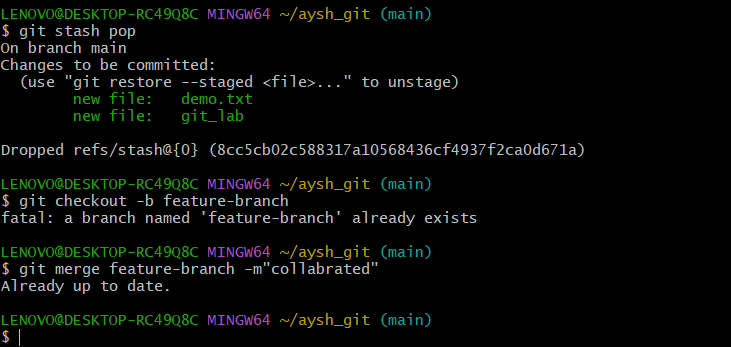 LENOVO@DESKTOP-RC49Q8C MINGW64 ~/aysh_git (main)
$ git stash pop
On branch main
Changes to be committed:
  (use "git restore --staged <file>..." to unstage)
        new file:   demo.txt
        new file:   git_lab

Dropped refs/stash@{0} (8cc5cb02c588317a10568436cf4937f2ca0d671a)

LENOVO@DESKTOP-RC49Q8C MINGW64 ~/aysh_git (main)
$ git checkout -b feature-branch
fatal: a branch named 'feature-branch' already exists

LENOVO@DESKTOP-RC49Q8C MINGW64 ~/aysh_git (main)
$ git merge feature-branch -m"collabrated"
Already up to date.

LENOVO@DESKTOP-RC49Q8C MINGW64 ~/aysh_git (main)
$